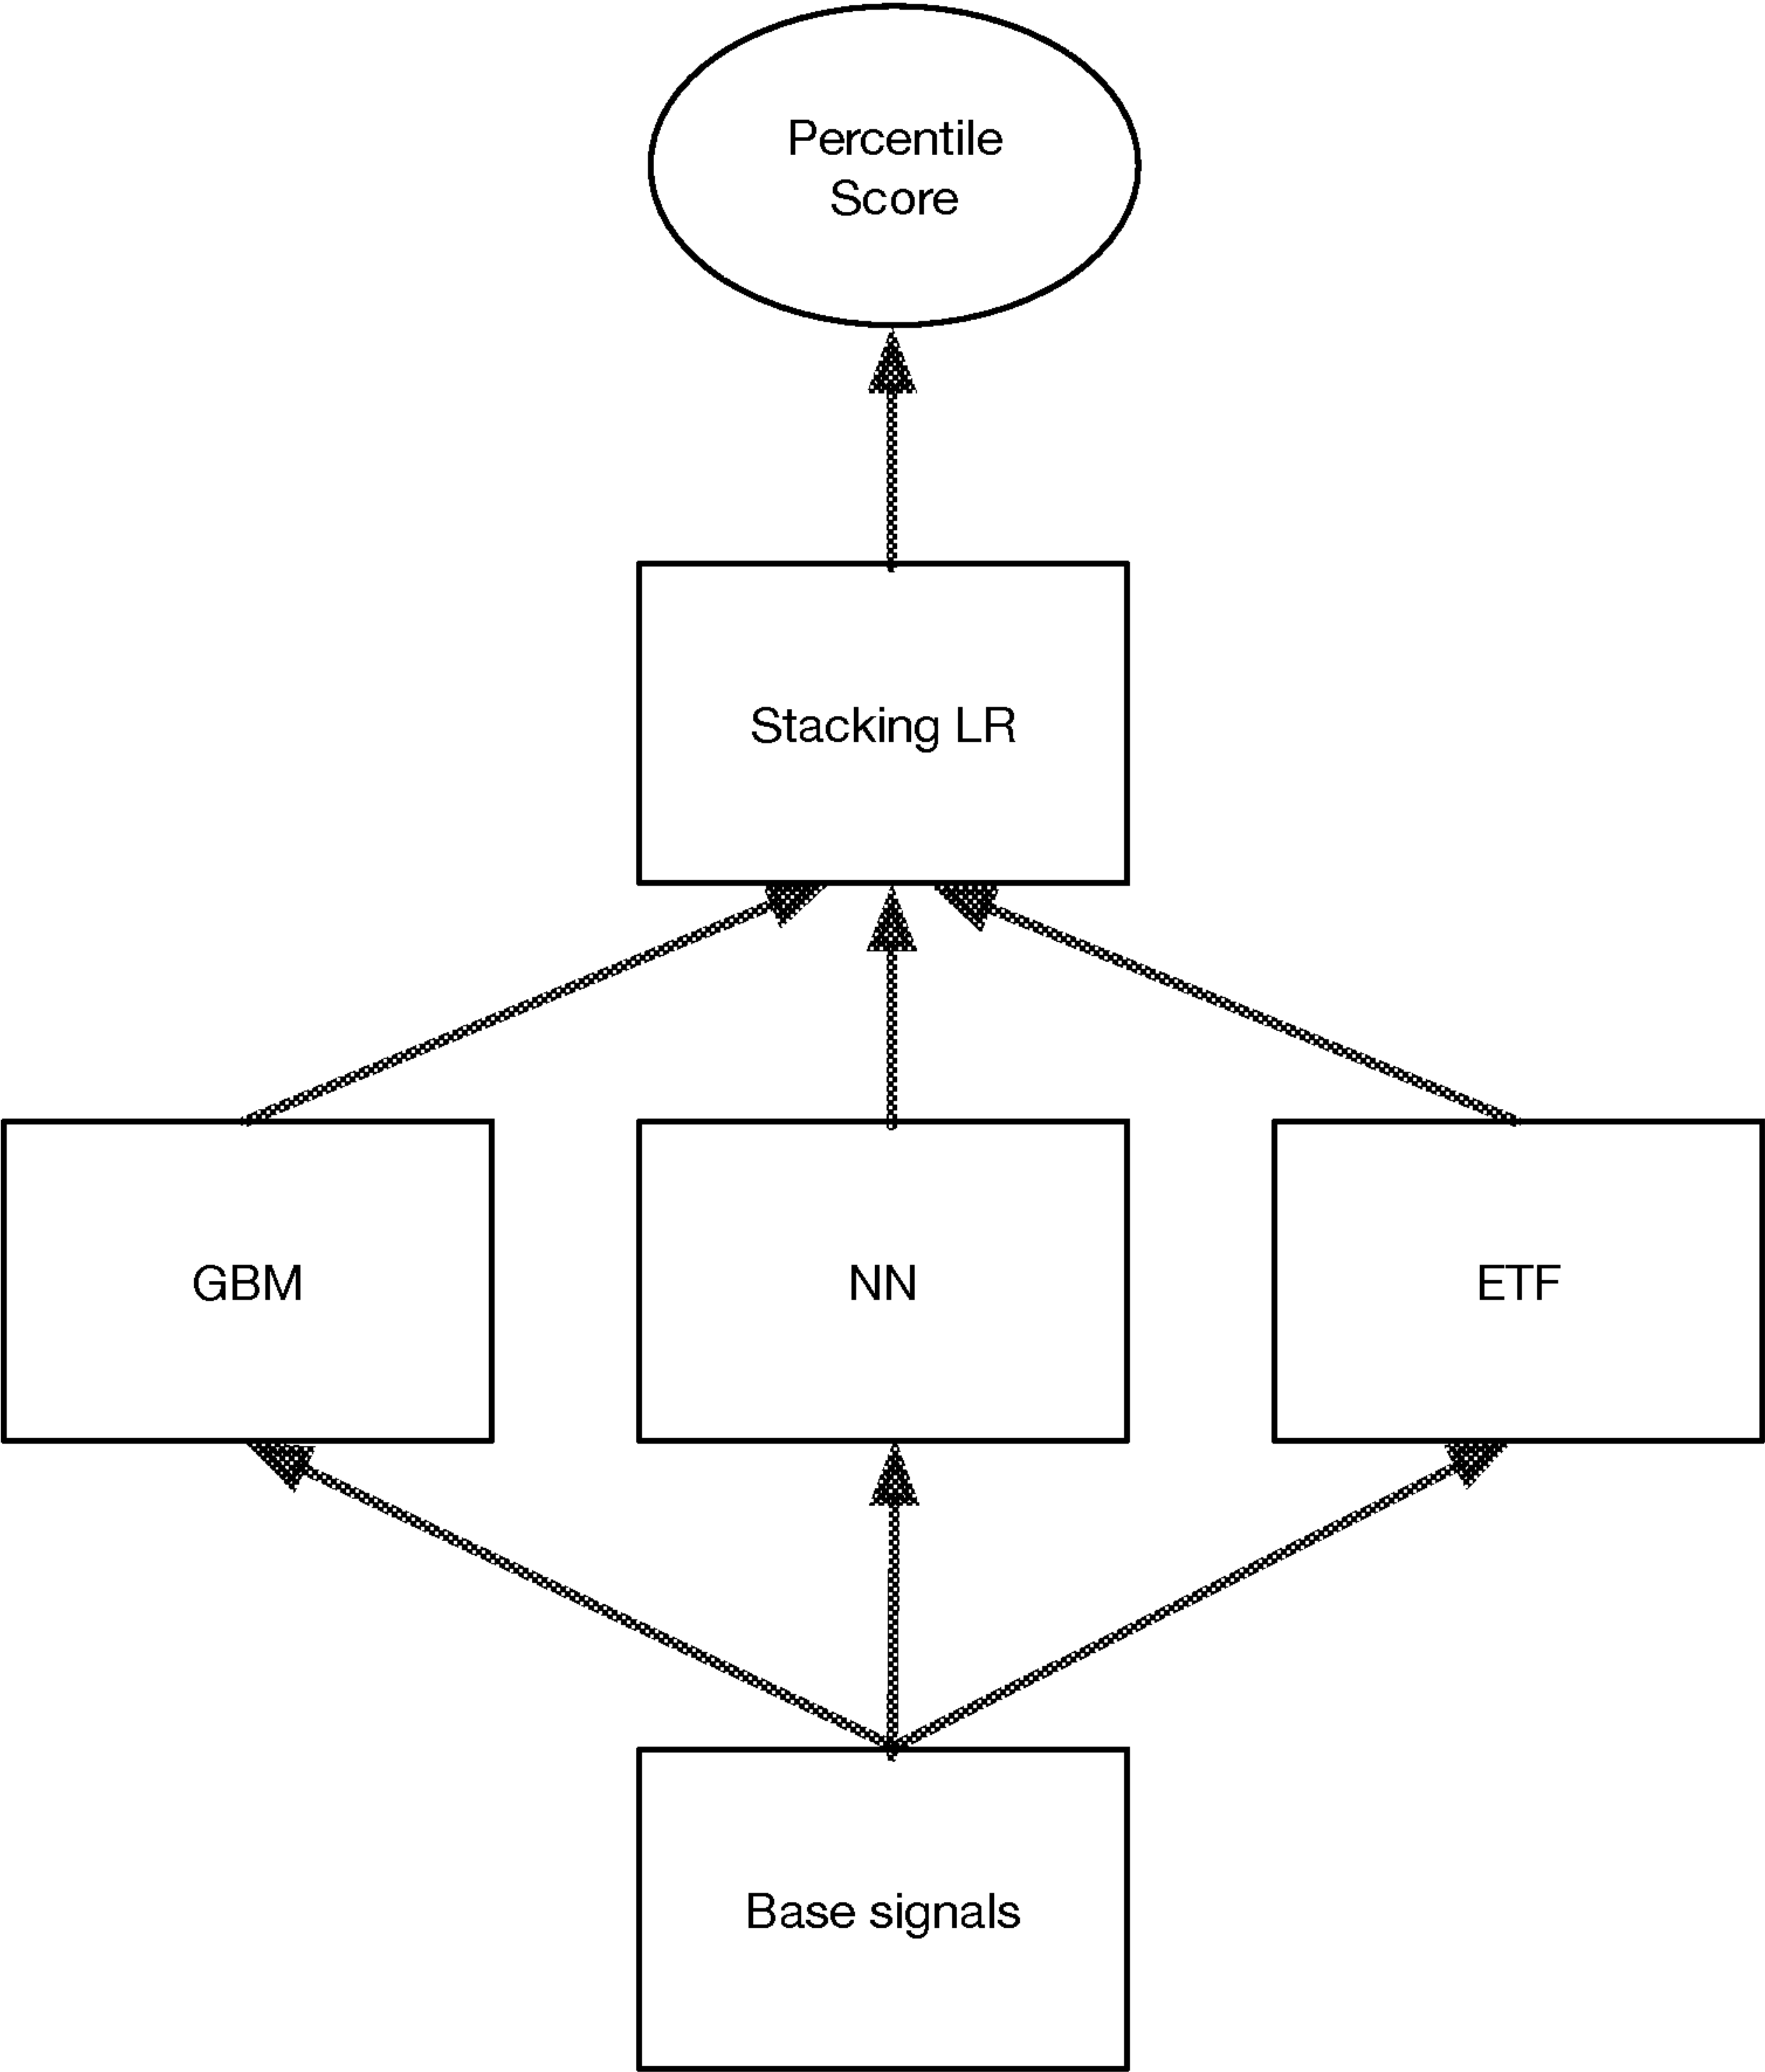 Percentile
Score
Stacking LR
GBM
NN
ETF
Base signals